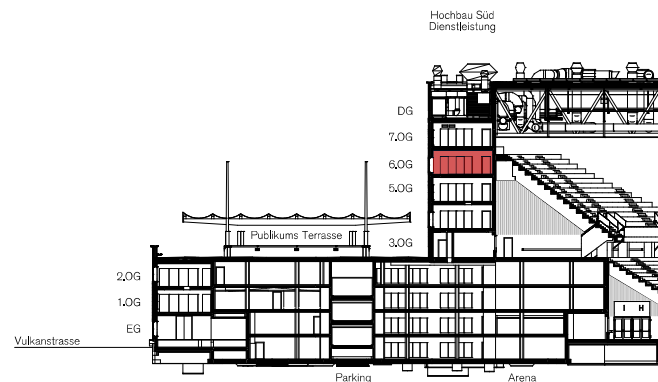 Hochbau Süd
Dienstleistung
DG
7.OG
6.OG
5.OG
Publikums Terrasse
3.OG
2.OG
1.OG
EG
I H
Vulkanstrasse
Parking
Arena